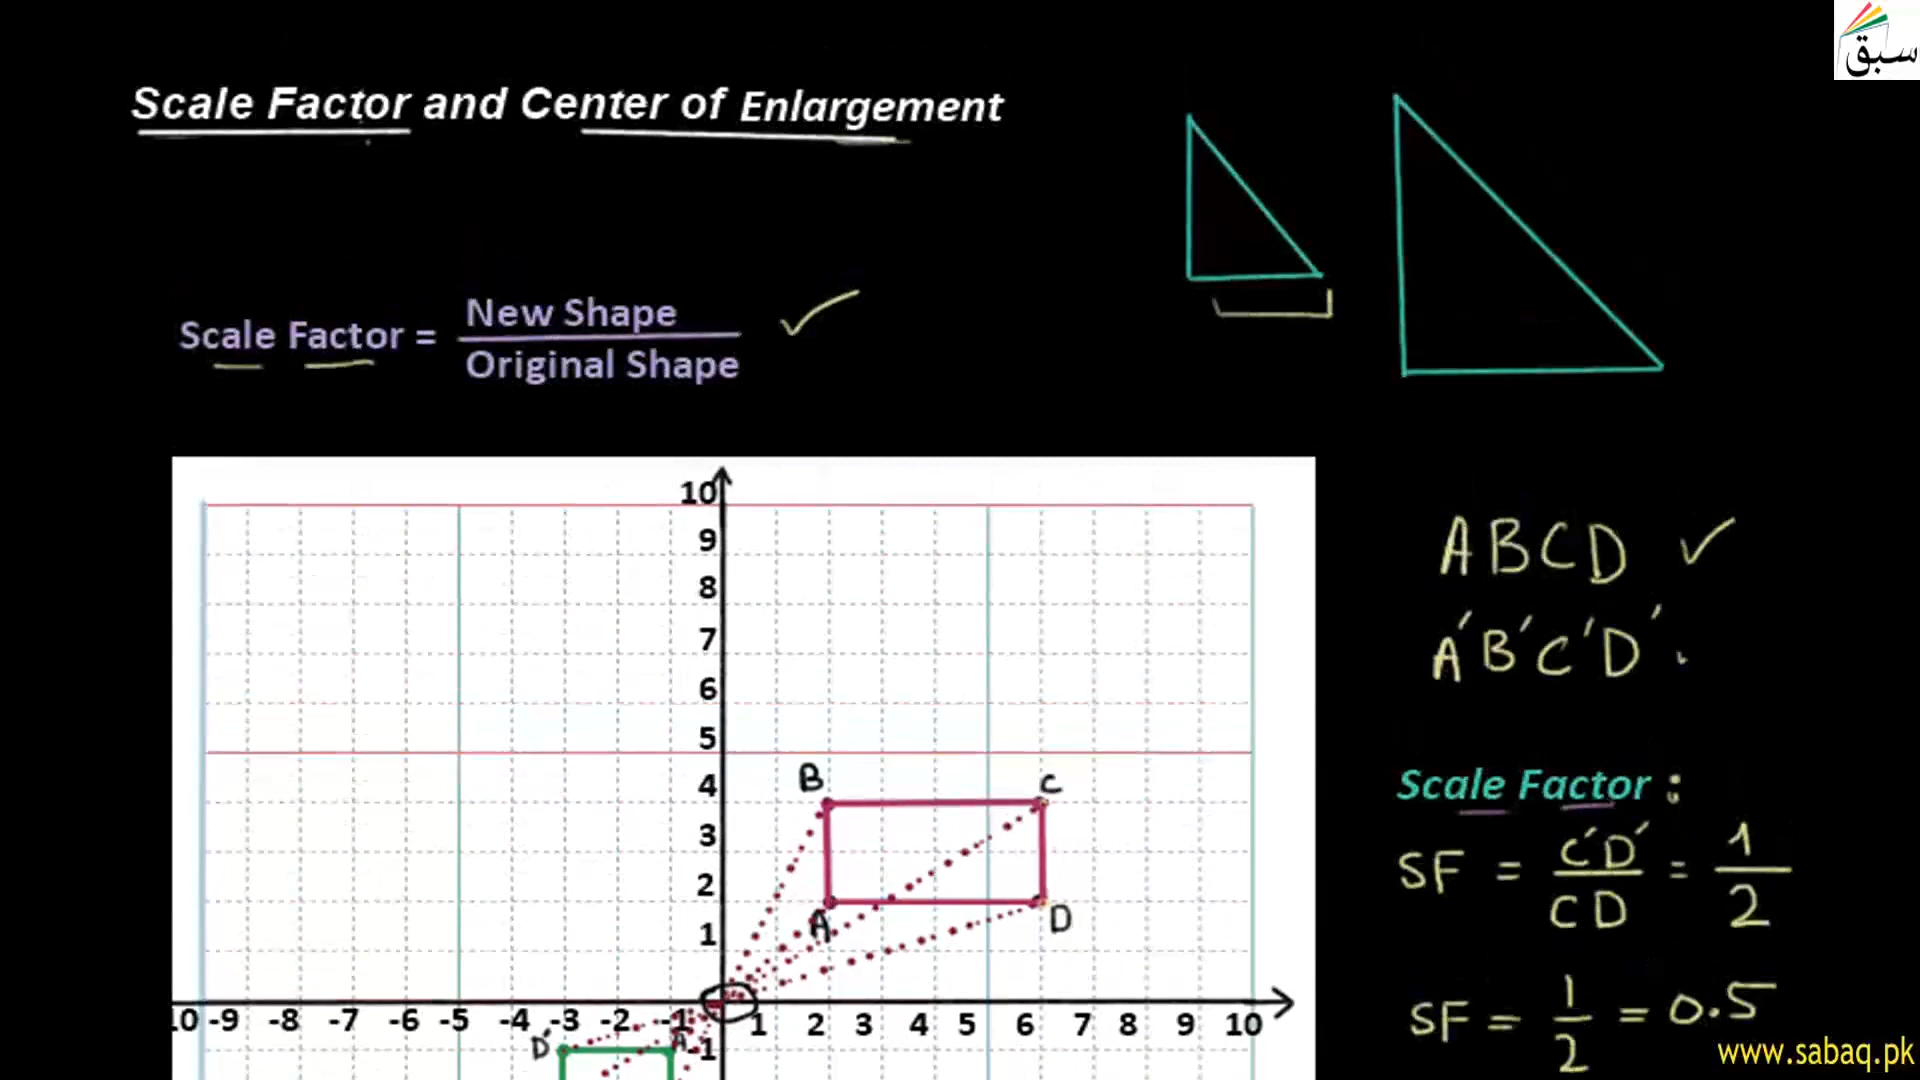 سبق
Scale Factor and Center of Enlargement
Scale Factor = New Shape
Original Shape
10
9
8
7
6
5
4
3
2
1
B
C
A
D
A B C D ✓
A' B' C' D'
Scale Factor :
SF = C'D' / CD = 1 / 2
SF = 1 / 2 = 0.5
10 -9 -8 -7 -6 -5 -4 -3 -2 -1 1 2 3 4 5 6 7 8 9 10
D' A' -1
www.sabaq.pk